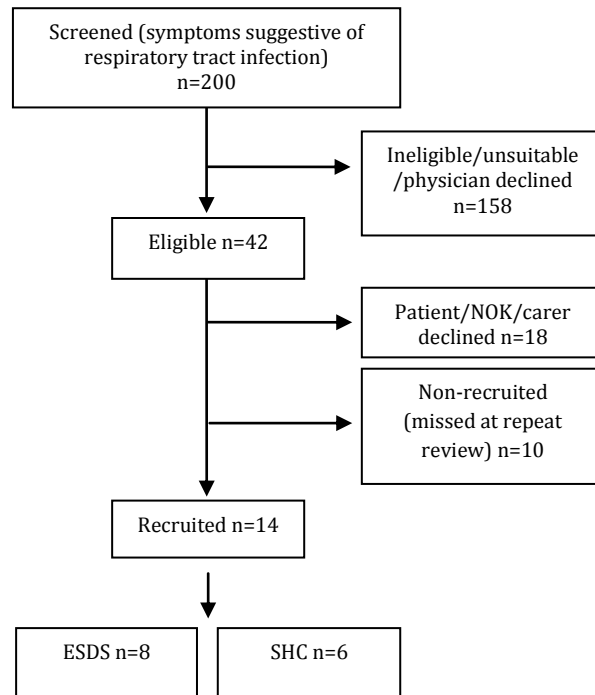 Screened (symptoms suggestive of
respiratory tract infection)
n=200
Ineligible/unsuitable
/physician declined
n=158
Eligible n=42
Patient/NOK/carer
declined n=18
Non-recruited
(missed at repeat
review) n=10
Recruited n=14
ESDS n=8
SHC n=6